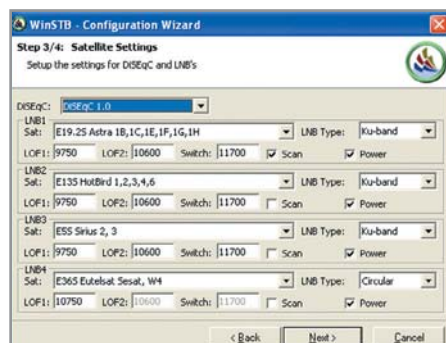 WinSTB - Configuration Wizard
Step 3/4: Satellite Settings
Setup the settings for DiSEqC and LNB's
DiSEqC: DiSEqC 1.0
LNB1
Sat: E19.2S Astra 1B,1C,1E,1F,1G,1H LNB Type: Ku-band
LOF1: 9750 LOF2: 10600 Switch: 11700 Scan Power
LNB2
Sat: E13S HotBird 1,2,3,4,6 LNB Type: Ku-band
LOF1: 9750 LOF2: 10600 Switch: 11700 Scan Power
LNB3
Sat: E5S Sirius 2, 3 LNB Type: Ku-band
LOF1: 9750 LOF2: 10600 Switch: 11700 Scan Power
LNB4
Sat: E36S Eutelsat Sesat, W4 LNB Type: Circular
LOF1: 10750 LOF2: 10600 Switch: 11700 Scan Power
< Back Next > Cancel